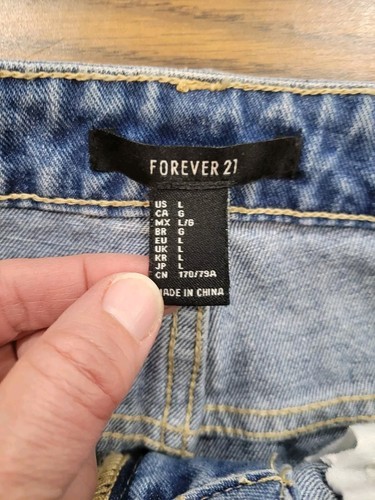 FOREVER 21
US L
CA G
MX L/G
BR G
EU L
UK L
KR L
JP L
CN 170/79A
MADE IN CHINA